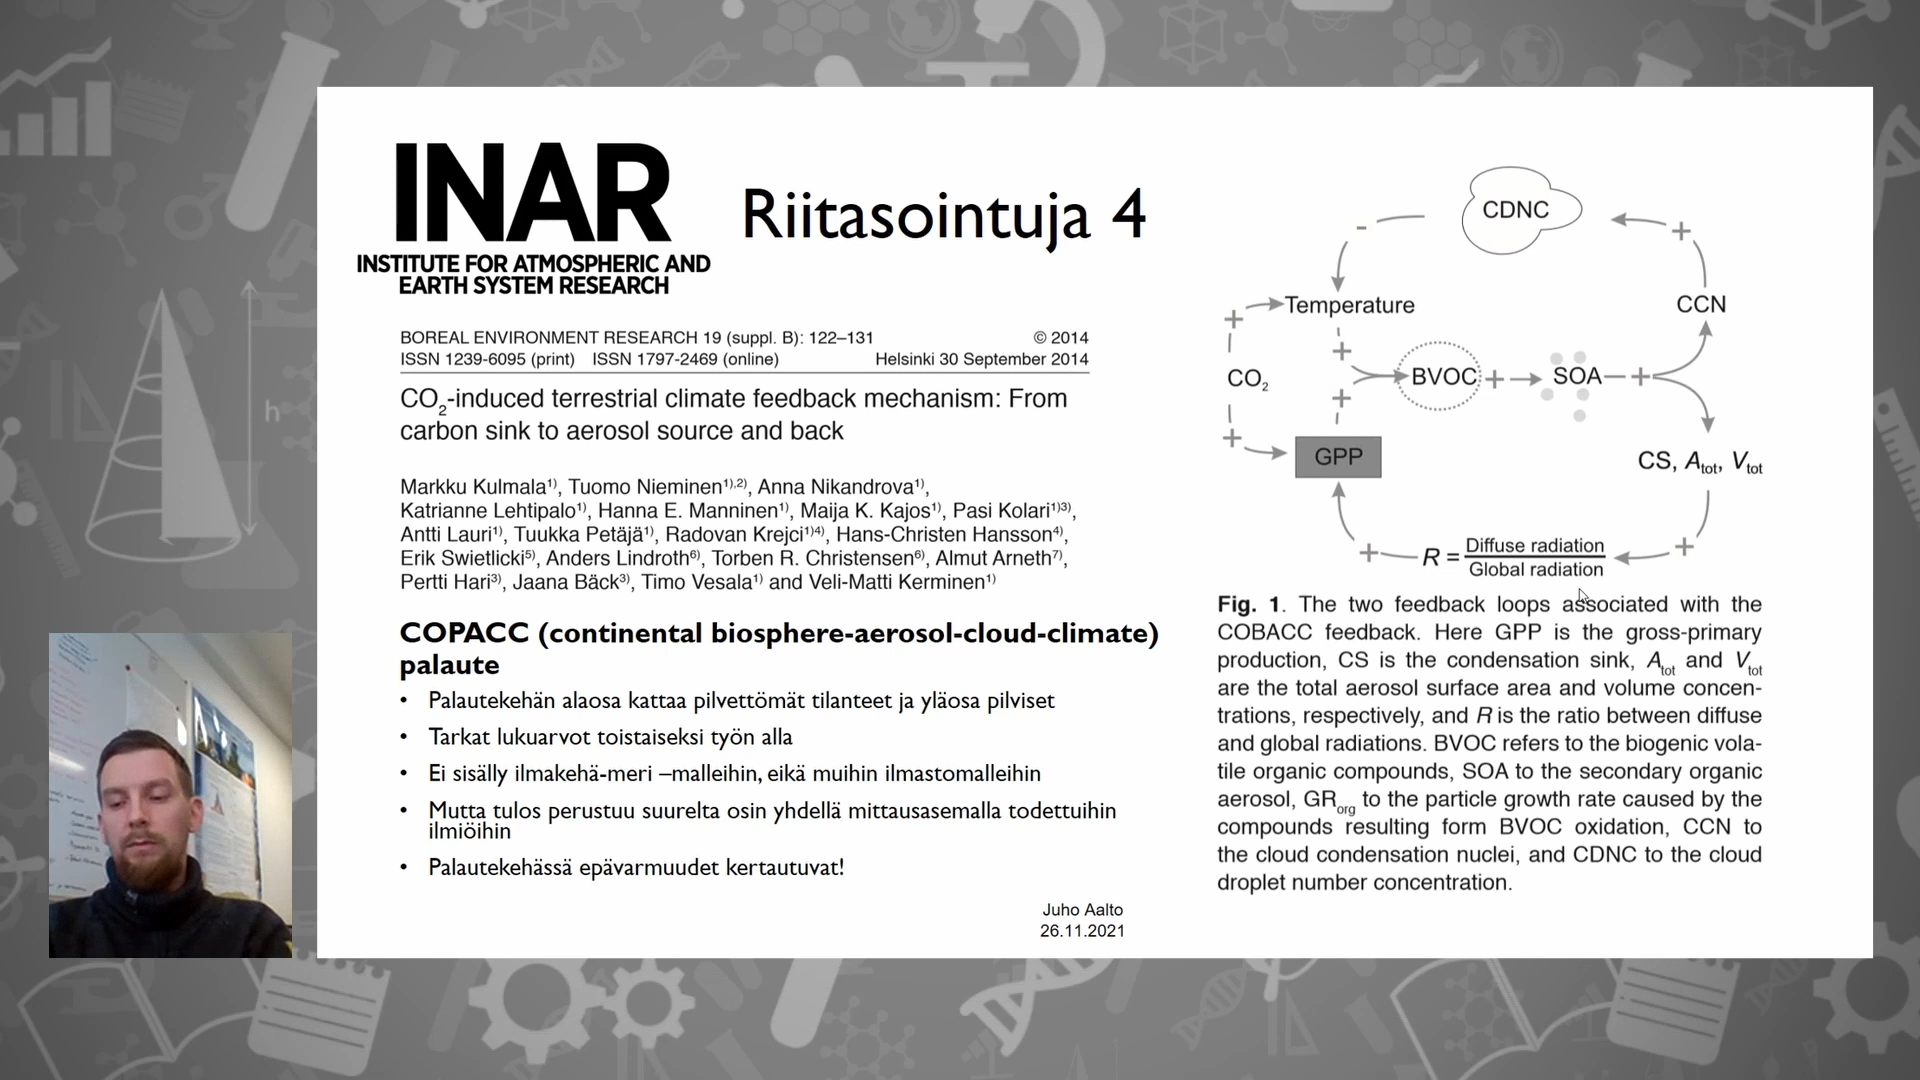 INAR
INSTITUTE FOR ATMOSPHERIC AND
EARTH SYSTEM RESEARCH
Riitasointuja 4
BOREAL ENVIRONMENT RESEARCH 19 (suppl. B): 122–131 © 2014
ISSN 1239-6095 (print) ISSN 1797-2469 (online) Helsinki 30 September 2014
CO₂-induced terrestrial climate feedback mechanism: From
carbon sink to aerosol source and back
Markku Kulmala¹⁾, Tuomo Nieminen¹⁾,²⁾, Anna Nikandrova¹⁾,
Katrianne Lehtipalo¹⁾, Hanna E. Manninen¹⁾, Maija K. Kajos¹⁾, Pasi Kolari¹⁾³⁾,
Antti Lauri¹⁾, Tuukka Petäjä¹⁾, Radovan Krejci¹⁾⁴⁾, Hans-Christen Hansson⁴⁾,
Erik Swietlicki⁵⁾, Anders Lindroth⁶⁾, Torben R. Christensen⁶⁾, Almut Arneth⁷⁾,
Pertti Hari³⁾, Jaana Bäck³⁾, Timo Vesala¹⁾ and Veli-Matti Kerminen¹⁾
COPACC (continental biosphere-aerosol-cloud-climate)
palaute
• Palautekehän alaosa kattaa pilvettömät tilanteet ja yläosa pilviset
• Tarkat lukuarvot toistaiseksi työn alla
• Ei sisälly ilmakehä-meri –malleihin, eikä muihin ilmastomalleihin
• Mutta tulos perustuu suurelta osin yhdellä mittausasemalla todettuihin
ilmiöihin
• Palautekehässä epävarmuudet kertautuvat!
Juho Aalto
26.11.2021
CDNC
- +
Temperature CCN
+ +
CO₂ BVOC + SOA +
+ +
GPP CS, Atot, Vtot
+ R = Diffuse radiation +
Global radiation
Fig. 1. The two feedback loops associated with the
COBACC feedback. Here GPP is the gross-primary
production, CS is the condensation sink, Atot and Vtot
are the total aerosol surface area and volume concen-
trations, respectively, and R is the ratio between diffuse
and global radiations. BVOC refers to the biogenic vola-
tile organic compounds, SOA to the secondary organic
aerosol, GRorg to the particle growth rate caused by the
compounds resulting form BVOC oxidation, CCN to
the cloud condensation nuclei, and CDNC to the cloud
droplet number concentration.
h